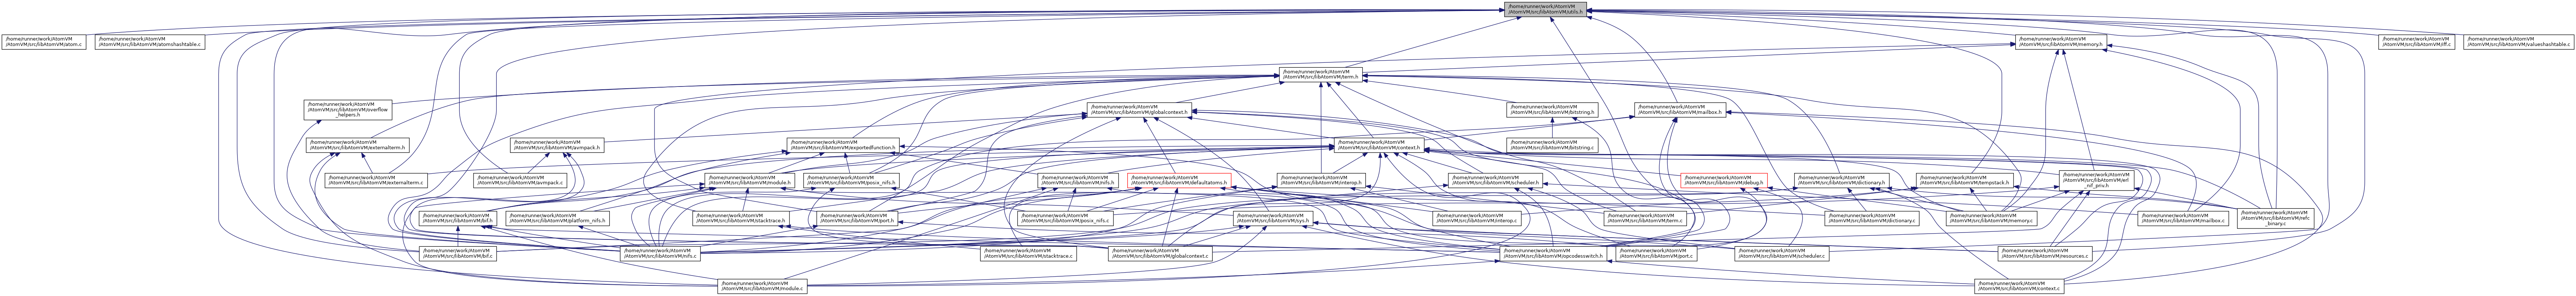 /home/runner/work/AtomVM
/AtomVM/src/libAtomVM/utils.h
/home/runner/work/AtomVM
/AtomVM/src/libAtomVM/atom.c
/home/runner/work/AtomVM
/AtomVM/src/libAtomVM/atomshashtable.c
/home/runner/work/AtomVM
/AtomVM/src/libAtomVM/memory.h
/home/runner/work/AtomVM
/AtomVM/src/libAtomVM/iff.c
/home/runner/work/AtomVM
/AtomVM/src/libAtomVM/valueshashtable.c
/home/runner/work/AtomVM
/AtomVM/src/libAtomVM/term.h
/home/runner/work/AtomVM
/AtomVM/src/libAtomVM/overflow
_helpers.h
/home/runner/work/AtomVM
/AtomVM/src/libAtomVM/globalcontext.h
/home/runner/work/AtomVM
/AtomVM/src/libAtomVM/bitstring.h
/home/runner/work/AtomVM
/AtomVM/src/libAtomVM/mailbox.h
/home/runner/work/AtomVM
/AtomVM/src/libAtomVM/externalterm.h
/home/runner/work/AtomVM
/AtomVM/src/libAtomVM/avmpack.h
/home/runner/work/AtomVM
/AtomVM/src/libAtomVM/exportedfunction.h
/home/runner/work/AtomVM
/AtomVM/src/libAtomVM/context.h
/home/runner/work/AtomVM
/AtomVM/src/libAtomVM/bitstring.c
/home/runner/work/AtomVM
/AtomVM/src/libAtomVM/externalterm.c
/home/runner/work/AtomVM
/AtomVM/src/libAtomVM/avmpack.c
/home/runner/work/AtomVM
/AtomVM/src/libAtomVM/module.h
/home/runner/work/AtomVM
/AtomVM/src/libAtomVM/posix_nifs.h
/home/runner/work/AtomVM
/AtomVM/src/libAtomVM/nifs.h
/home/runner/work/AtomVM
/AtomVM/src/libAtomVM/defaultatoms.h
/home/runner/work/AtomVM
/AtomVM/src/libAtomVM/interop.h
/home/runner/work/AtomVM
/AtomVM/src/libAtomVM/scheduler.h
/home/runner/work/AtomVM
/AtomVM/src/libAtomVM/debug.h
/home/runner/work/AtomVM
/AtomVM/src/libAtomVM/dictionary.h
/home/runner/work/AtomVM
/AtomVM/src/libAtomVM/tempstack.h
/home/runner/work/AtomVM
/AtomVM/src/libAtomVM/erl
_nif_priv.h
/home/runner/work/AtomVM
/AtomVM/src/libAtomVM/bif.h
/home/runner/work/AtomVM
/AtomVM/src/libAtomVM/platform_nifs.h
/home/runner/work/AtomVM
/AtomVM/src/libAtomVM/stacktrace.h
/home/runner/work/AtomVM
/AtomVM/src/libAtomVM/port.h
/home/runner/work/AtomVM
/AtomVM/src/libAtomVM/posix_nifs.c
/home/runner/work/AtomVM
/AtomVM/src/libAtomVM/sys.h
/home/runner/work/AtomVM
/AtomVM/src/libAtomVM/interop.c
/home/runner/work/AtomVM
/AtomVM/src/libAtomVM/term.c
/home/runner/work/AtomVM
/AtomVM/src/libAtomVM/dictionary.c
/home/runner/work/AtomVM
/AtomVM/src/libAtomVM/memory.c
/home/runner/work/AtomVM
/AtomVM/src/libAtomVM/mailbox.c
/home/runner/work/AtomVM
/AtomVM/src/libAtomVM/refc
_binary.c
/home/runner/work/AtomVM
/AtomVM/src/libAtomVM/bif.c
/home/runner/work/AtomVM
/AtomVM/src/libAtomVM/nifs.c
/home/runner/work/AtomVM
/AtomVM/src/libAtomVM/stacktrace.c
/home/runner/work/AtomVM
/AtomVM/src/libAtomVM/globalcontext.c
/home/runner/work/AtomVM
/AtomVM/src/libAtomVM/opcodesswitch.h
/home/runner/work/AtomVM
/AtomVM/src/libAtomVM/port.c
/home/runner/work/AtomVM
/AtomVM/src/libAtomVM/scheduler.c
/home/runner/work/AtomVM
/AtomVM/src/libAtomVM/resources.c
/home/runner/work/AtomVM
/AtomVM/src/libAtomVM/module.c
/home/runner/work/AtomVM
/AtomVM/src/libAtomVM/context.c